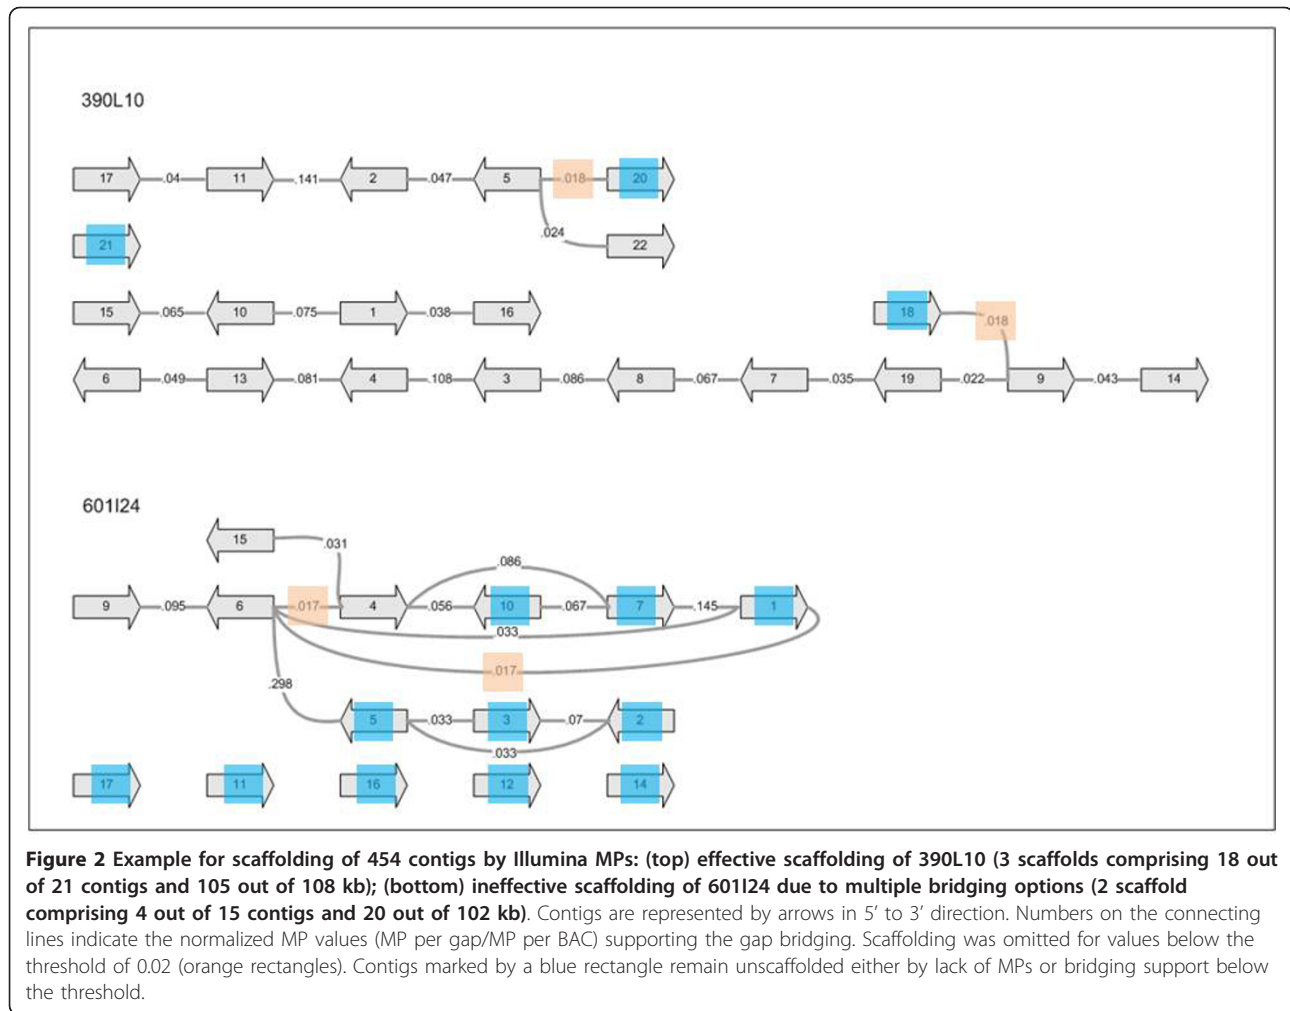 390L10
17 .04 11 .141 2 .047 5 .018 20
.024
21 22
15 .065 10 .075 1 .038 16 18 .018
6 .049 13 .081 4 .108 3 .086 8 .067 7 .035 19 .022 9 .043 14
601I24
15 .031
.086
9 .095 6 .017 4 .056 10 .067 7 .145 1
.033
.017
.298
5 .033 3 .07 2
.033
17 11 16 12 14
Figure 2 Example for scaffolding of 454 contigs by Illumina MPs: (top) effective scaffolding of 390L10 (3 scaffolds comprising 18 out
of 21 contigs and 105 out of 108 kb); (bottom) ineffective scaffolding of 601I24 due to multiple bridging options (2 scaffold
comprising 4 out of 15 contigs and 20 out of 102 kb). Contigs are represented by arrows in 5’ to 3’ direction. Numbers on the connecting
lines indicate the normalized MP values (MP per gap/MP per BAC) supporting the gap bridging. Scaffolding was omitted for values below the
threshold of 0.02 (orange rectangles). Contigs marked by a blue rectangle remain unscaffolded either by lack of MPs or bridging support below
the threshold.